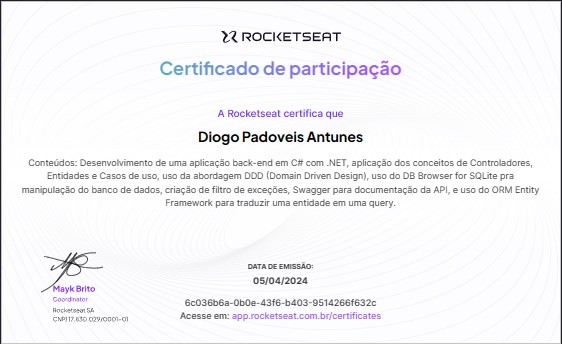 ROCKETSEAT
Certificado de participação
A Rocketseat certifica que
Diogo Padoveis Antunes
Conteúdos: Desenvolvimento de uma aplicação back-end em C# com .NET, aplicação dos conceitos de Controladores,
Entidades e Casos de uso, uso da abordagem DDD (Domain Driven Design), uso do DB Browser for SQLite pra
manipulação do banco de dados, criação de filtro de exceções, Swagger para documentação da API, e uso do ORM Entity
Framework para traduzir uma entidade em uma query.
Mayk Brito
Coordinator
Rocketseat SA
CNPJ 17.630.029/0001-01
DATA DE EMISSÃO:
05/04/2024
6c036b6a-0b0e-43f6-b403-9514266f632c
Acesse em: app.rocketseat.com.br/certificates